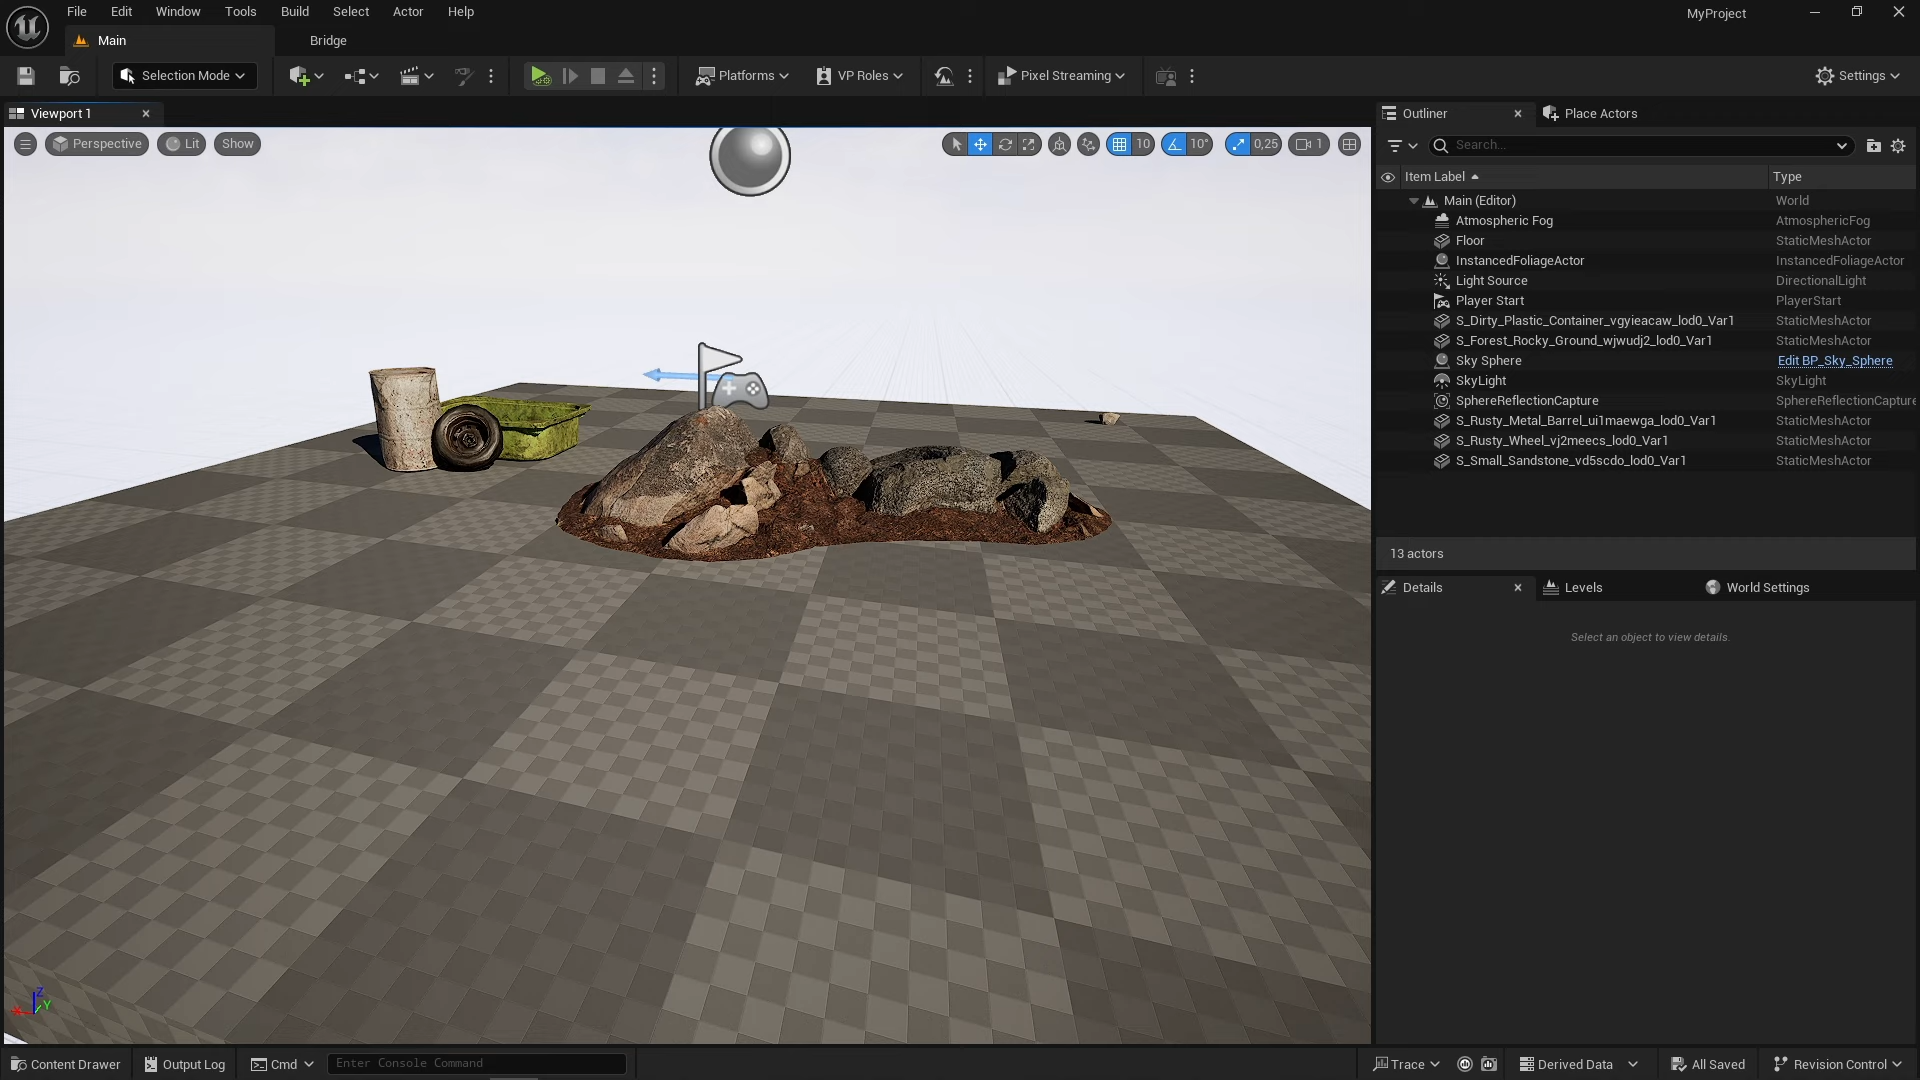 File Edit Window Tools Build Select Actor Help
MyProject
Main
Bridge
Selection Mode
Platforms
VP Roles
Pixel Streaming
Settings
Viewport 1
Perspective
Lit
Show
10
10°
0,25
1
Outliner
Place Actors
Search...
Item Label Type
Main (Editor) World
Atmospheric Fog AtmosphericFog
Floor StaticMeshActor
InstancedFoliageActor InstancedFoliageActor
Light Source DirectionalLight
Player Start PlayerStart
S_Dirty_Plastic_Container_vgyieacaw_lod0_Var1 StaticMeshActor
S_Forest_Rocky_Ground_wjwudj2_lod0_Var1 StaticMeshActor
Sky Sphere Edit BP_Sky_Sphere
SkyLight SkyLight
SphereReflectionCapture SphereReflectionCapture
S_Rusty_Metal_Barrel_ui1maewga_lod0_Var1 StaticMeshActor
S_Rusty_Wheel_vj2meecs_lod0_Var1 StaticMeshActor
S_Small_Sandstone_vd5scdo_lod0_Var1 StaticMeshActor
13 actors
Details
Levels
World Settings
Select an object to view details.
Z
X
Y
Content Drawer
Output Log
Cmd
Enter Console Command
Trace
Derived Data
All Saved
Revision Control